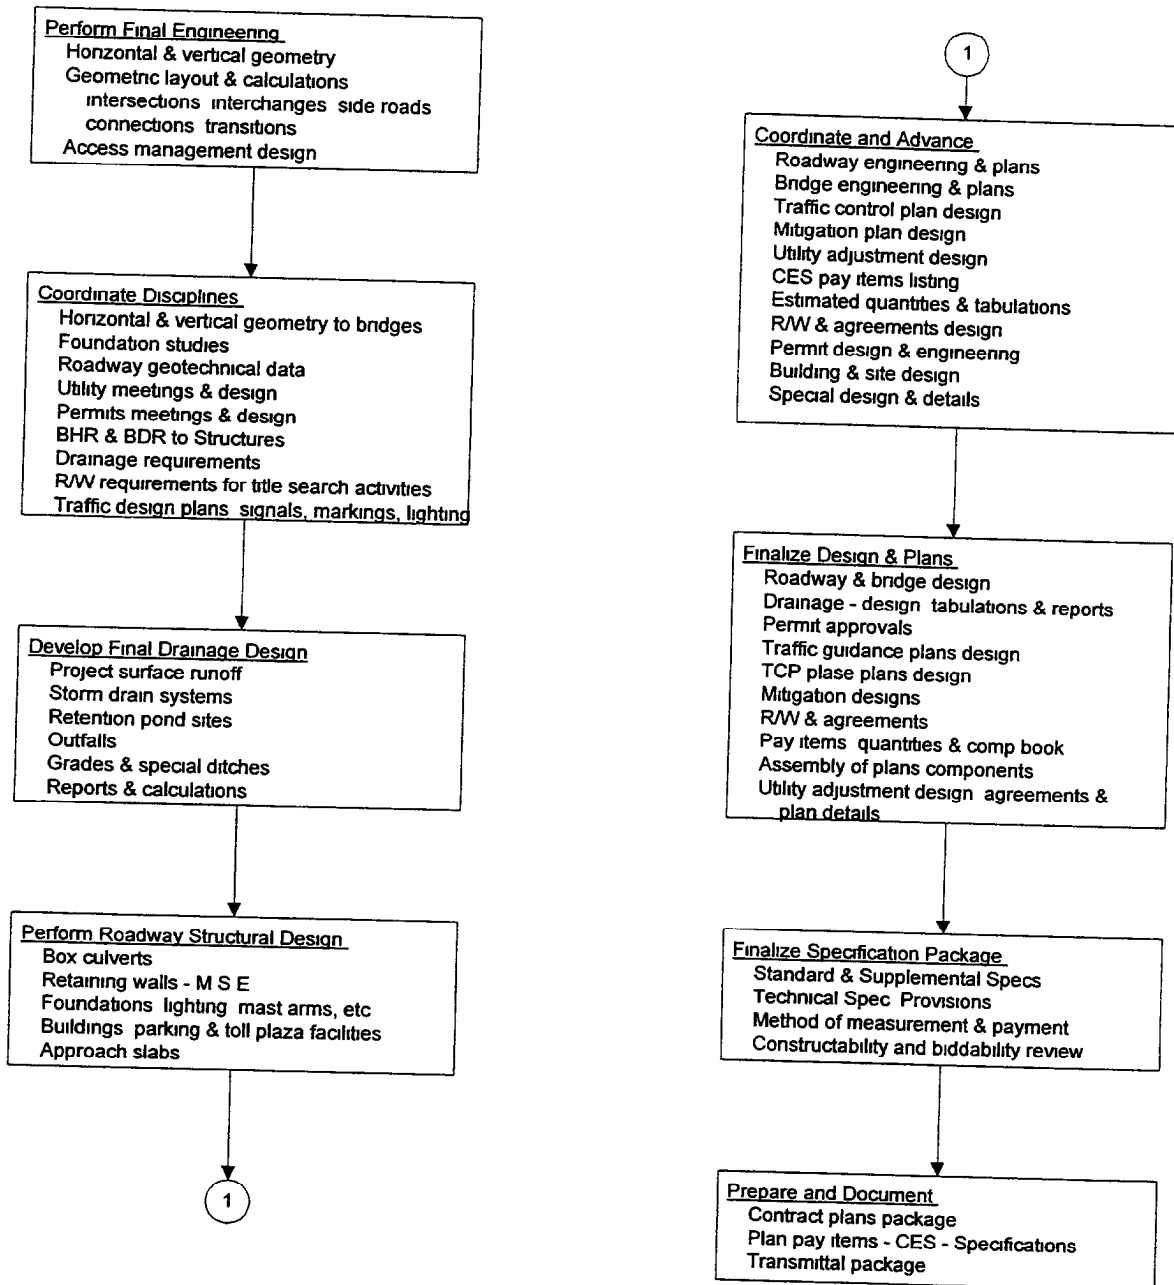 Perform Final Engineering
Horizontal & vertical geometry
Geometric layout & calculations
intersections interchanges side roads
connections transitions
Access management design
Coordinate Disciplines
Horizontal & vertical geometry to bridges
Foundation studies
Roadway geotechnical data
Utility meetings & design
Permits meetings & design
BHR & BDR to Structures
Drainage requirements
R/W requirements for title search activities
Traffic design plans signals, markings, lighting
Develop Final Drainage Design
Project surface runoff
Storm drain systems
Retention pond sites
Outfalls
Grades & special ditches
Reports & calculations
Perform Roadway Structural Design
Box culverts
Retaining walls - M S E
Foundations lighting mast arms, etc
Buildings parking & toll plaza facilities
Approach slabs
1
1
Coordinate and Advance
Roadway engineering & plans
Bridge engineering & plans
Traffic control plan design
Mitigation plan design
Utility adjustment design
CES pay items listing
Estimated quantities & tabulations
R/W & agreements design
Permit design & engineering
Building & site design
Special design & details
Finalize Design & Plans
Roadway & bridge design
Drainage - design tabulations & reports
Permit approvals
Traffic guidance plans design
TCP plase plans design
Mitigation designs
R/W & agreements
Pay items quantities & comp book
Assembly of plans components
Utility adjustment design agreements &
plan details
Finalize Specification Package
Standard & Supplemental Specs
Technical Spec Provisions
Method of measurement & payment
Constructability and biddability review
Prepare and Document
Contract plans package
Plan pay items - CES - Specifications
Transmittal package